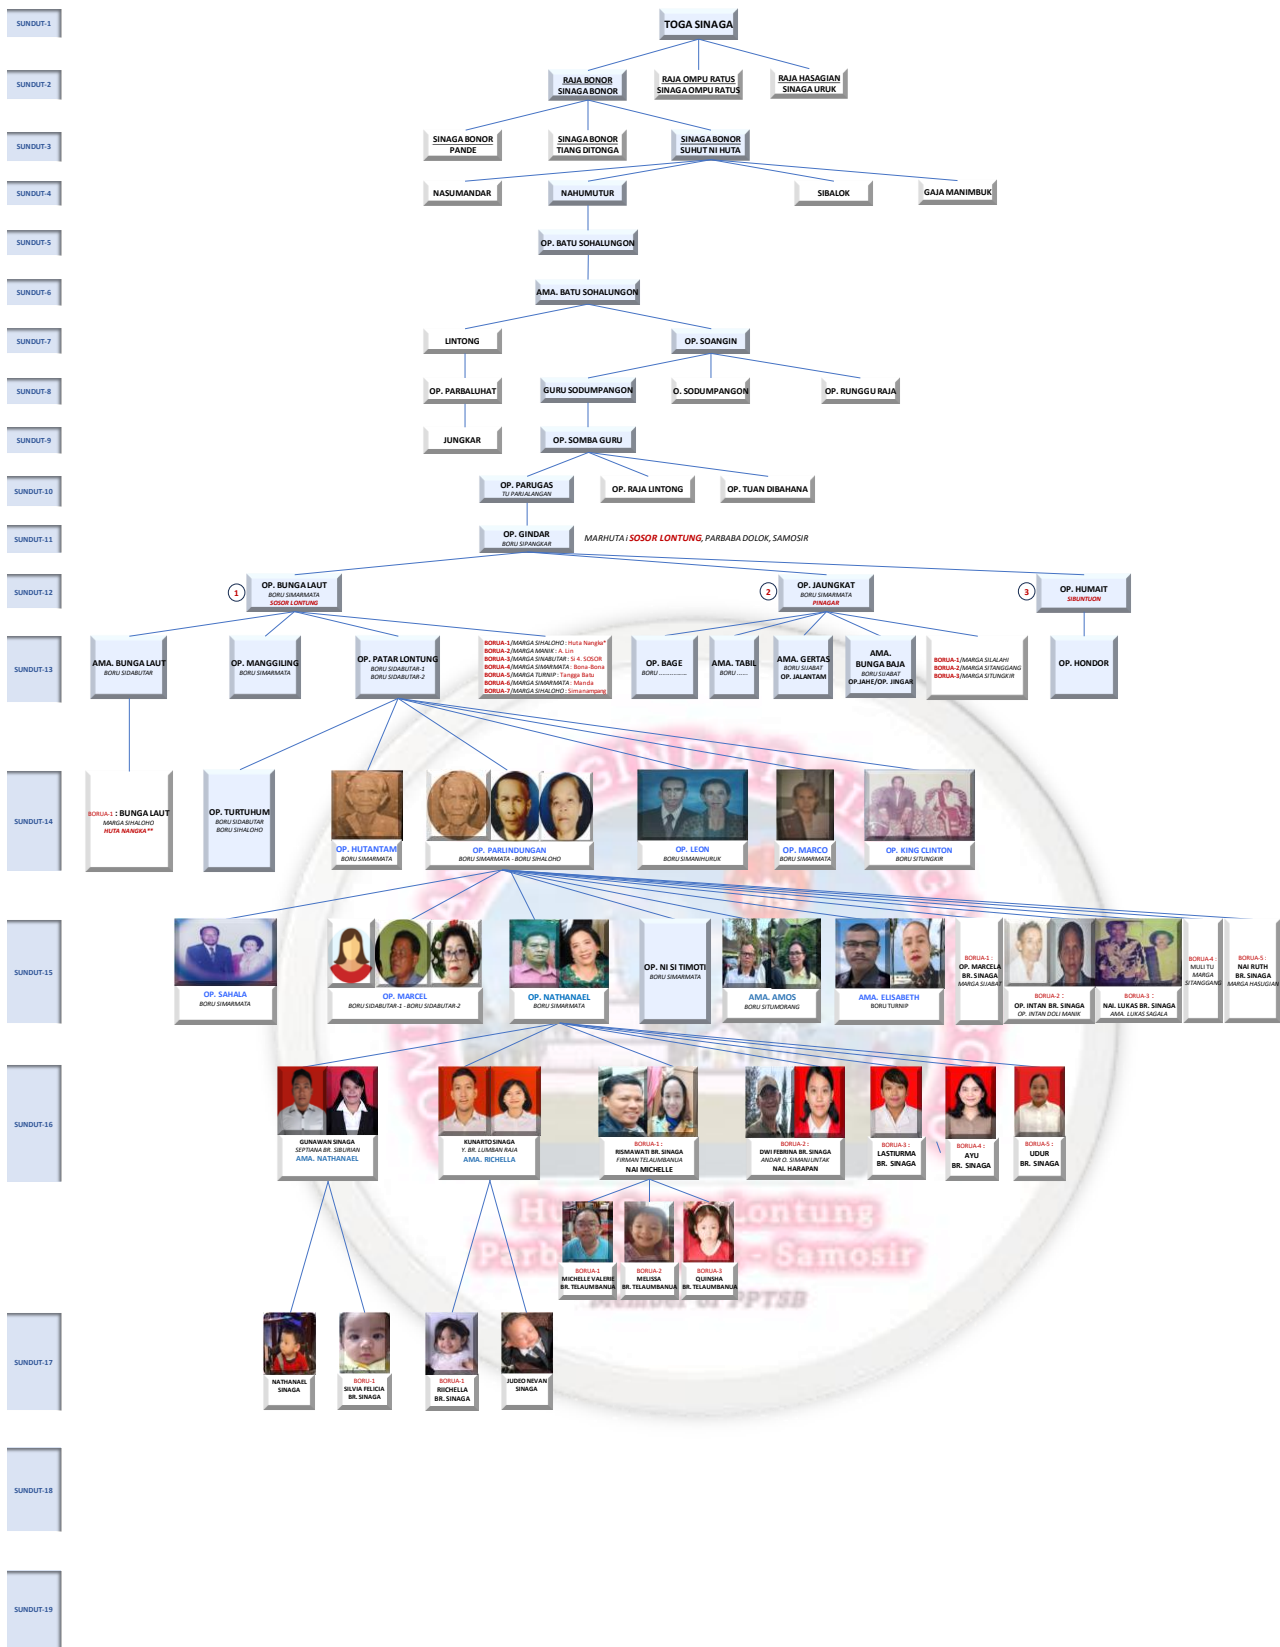 SUNDUT-1
TOGA SINAGA
SUNDUT-2
RAJA BONOR
SINAGA BONOR
RAJA OMPU RATUS
SINAGA OMPU RATUS
RAJA HASAGIAN
SINAGA URUK
SUNDUT-3
SINAGA BONOR
PANDE
SINAGA BONOR
TIANG DITONGA
SINAGA BONOR
SUHUT NI HUTA
SUNDUT-4
NASUMANDAR
NAHUMUTUR
SIBALOK
GAJA MANIMBUK
SUNDUT-5
OP. BATU SOHALUNGON
SUNDUT-6
AMA. BATU SOHALUNGON
SUNDUT-7
LINTONG
OP. SOANGIN
SUNDUT-8
OP. PARBALUHAT
GURU SODUMPANGON
O. SODUMPANGON
OP. RUNGGU RAJA
SUNDUT-9
JUNGKAR
OP. SOMBA GURU
SUNDUT-10
OP. PARUGAS
TU PARJALANGAN
OP. RAJA LINTONG
OP. TUAN DIBAHANA
SUNDUT-11
OP. GINDAR
BORU SIPANGKAR
MARHUTA i SOSOR LONTUNG, PARBABA DOLOK, SAMOSIR
SUNDUT-12
1
OP. BUNGA LAUT
BORU SIMARMATA
SOSOR LONTUNG
2
OP. JAUNGKAT
BORU SIMARMATA
PINAGAR
3
OP. HUMAIT
SIBUNTUON
SUNDUT-13
AMA. BUNGA LAUT
BORU SIDABUTAR
OP. MANGGILING
BORU SIMARMATA
OP. PATAR LONTUNG
BORU SIDABUTAR-1
BORU SIDABUTAR-2
BORUA-1/MARGA SIHALOHO : Huta Nangka*
BORUA-2/MARGA MANIK : A. Lin
BORUA-3/MARGA SINABUTAR : Si 4. SOSOR
BORUA-4/MARGA SIMARMATA : Bona-Bona
BORUA-5/MARGA TURNIP : Tangga Batu
BORUA-6/MARGA SIMARMATA : Manda
BORUA-7/MARGA SIHALOHO : Simanampang
OP. BAGE
BORU ...............
AMA. TABIL
BORU ......
AMA. GERTAS
BORU SIJABAT
OP. JALANTAM
AMA.
BUNGA BAJA
BORU SIJABAT
OP.JAHE/OP. JINGAR
BORUA-1/MARGA SILALAHI
BORUA-2/MARGA SITANGGANG
BORUA-3/MARGA SITUNGKIR
OP. HONDOR
SUNDUT-14
BORUA-1 : BUNGA LAUT
MARGA SIHALOHO
HUTA NANGKA**
OP. TURTUHUM
BORU SIDABUTAR
BORU SIHALOHO
OP. HUTANTAM
BORU SIMARMATA
OP. PARLINDUNGAN
BORU SIMARMATA - BORU SIHALOHO
OP. LEON
BORU SIMANIHURUK
OP. MARCO
BORU SIMARMATA
OP. KING CLINTON
BORU SITUNGKIR
SUNDUT-15
OP. SAHALA
BORU SIMARMATA
OP. MARCEL
BORU SIDABUTAR-1 - BORU SIDABUTAR-2
OP. NATHANAEL
BORU SIMARMATA
OP. NI SI TIMOTI
BORU SIMARMATA
AMA. AMOS
BORU SITUMORANG
AMA. ELISABETH
BORU TURNIP
BORUA-1 :
OP. MARCELA
BR. SINAGA
MARGA SIJABAT
BORUA-2 :
OP. INTAN BR. SINAGA
OP. INTAN DOLI MANIK
BORUA-3 :
NAI. LUKAS BR. SINAGA
AMA. LUKAS SAGALA
BORUA-4 :
MULI TU
MARGA
SITANGGANG
BORUA-5 :
NAI RUTH
BR. SINAGA
MARGA HASUGIAN
SUNDUT-16
GUNAWAN SINAGA
SEPTIANA BR. SIBURIAN
AMA. NATHANAEL
KUNARTO SINAGA
Y. BR. LUMBAN RAJA
AMA. RICHELLA
BORUA-1 :
RISMAWATI BR. SINAGA
FIRMAN TELAUMBANUA
NAI MICHELLE
BORUA-2 :
DWI FEBRINA BR. SINAGA
ANDAR O. SIMANJUNTAK
NAI. HARAPAN
BORUA-3 :
LASTIURMA
BR. SINAGA
BORUA-4 :
AYU
BR. SINAGA
BORUA-5 :
UDUR
BR. SINAGA
BORUA-1
MICHELLE VALERIE
BR. TELAUMBANUA
BORUA-2
MELISSA
BR. TELAUMBANUA
BORUA-3
QUINSHA
BR. TELAUMBANUA
Lontung
- Samosir
Member of PPTSB
SUNDUT-17
NATHANAEL
SINAGA
BORU-1
SILVIA FELICIA
BR. SINAGA
BORUA-1
RIICHELLA
BR. SINAGA
JUDEO NEVAN
SINAGA
SUNDUT-18
SUNDUT-19